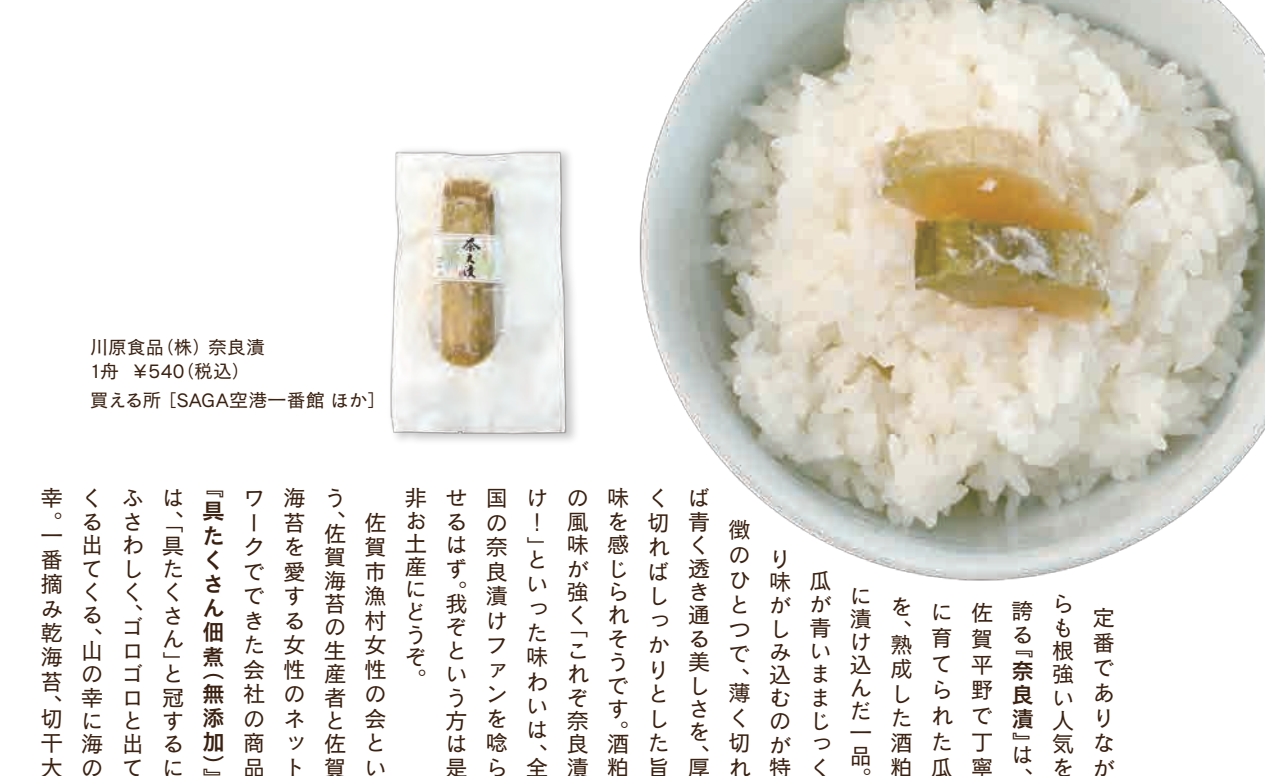 川原食品(株) 奈良漬
1舟 ¥540(税込)
買える所 [SAGA空港一番館 ほか]
奈良漬
定番でありなが
らも根強い人気を
誇る『奈良漬』は、
佐賀平野で丁寧
に育てられた瓜
を、熟成した酒粕
に漬け込んだ一品。
瓜が青いままじっく
り味がしみ込むのが特
徴のひとつで、薄く切れ
ば青く透き通る美しさを、厚
く切ればしっかりとした旨
味を感じられそうです。酒粕
の風味が強く「これぞ奈良漬
け!」といった味わいは、全
国の奈良漬けファンを唸ら
せるはず。我ぞという方は是
非お土産にどうぞ。
佐賀市漁村女性の会とい
う、佐賀海苔の生産者と佐賀
海苔を愛する女性のネット
ワークでできた会社の商品
『具たくさん佃煮(無添加)』
は、「具たくさん」と冠するに
ふさわしく、ゴロゴロと出て
くる出てくる、山の幸に海の
幸。一番摘み乾海苔、切干大